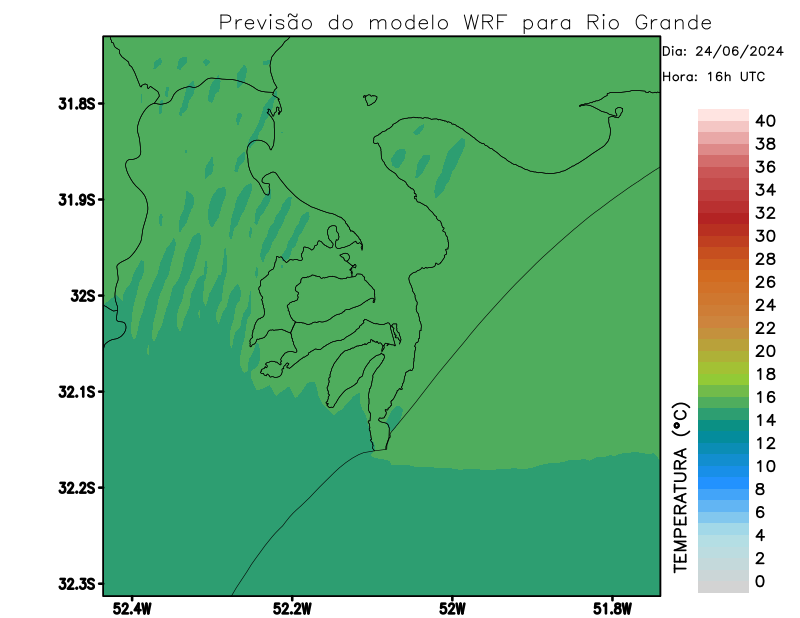 Previsão do modelo WRF para Rio Grande
Dia: 24/06/2024
Hora: 16h UTC
31.8S
31.9S
32S
32.1S
32.2S
32.3S
52.4W
52.2W
52W
51.8W
40
38
36
34
32
30
28
26
24
22
20
18
16
14
12
10
8
6
4
2
0
TEMPERATURA (°C)